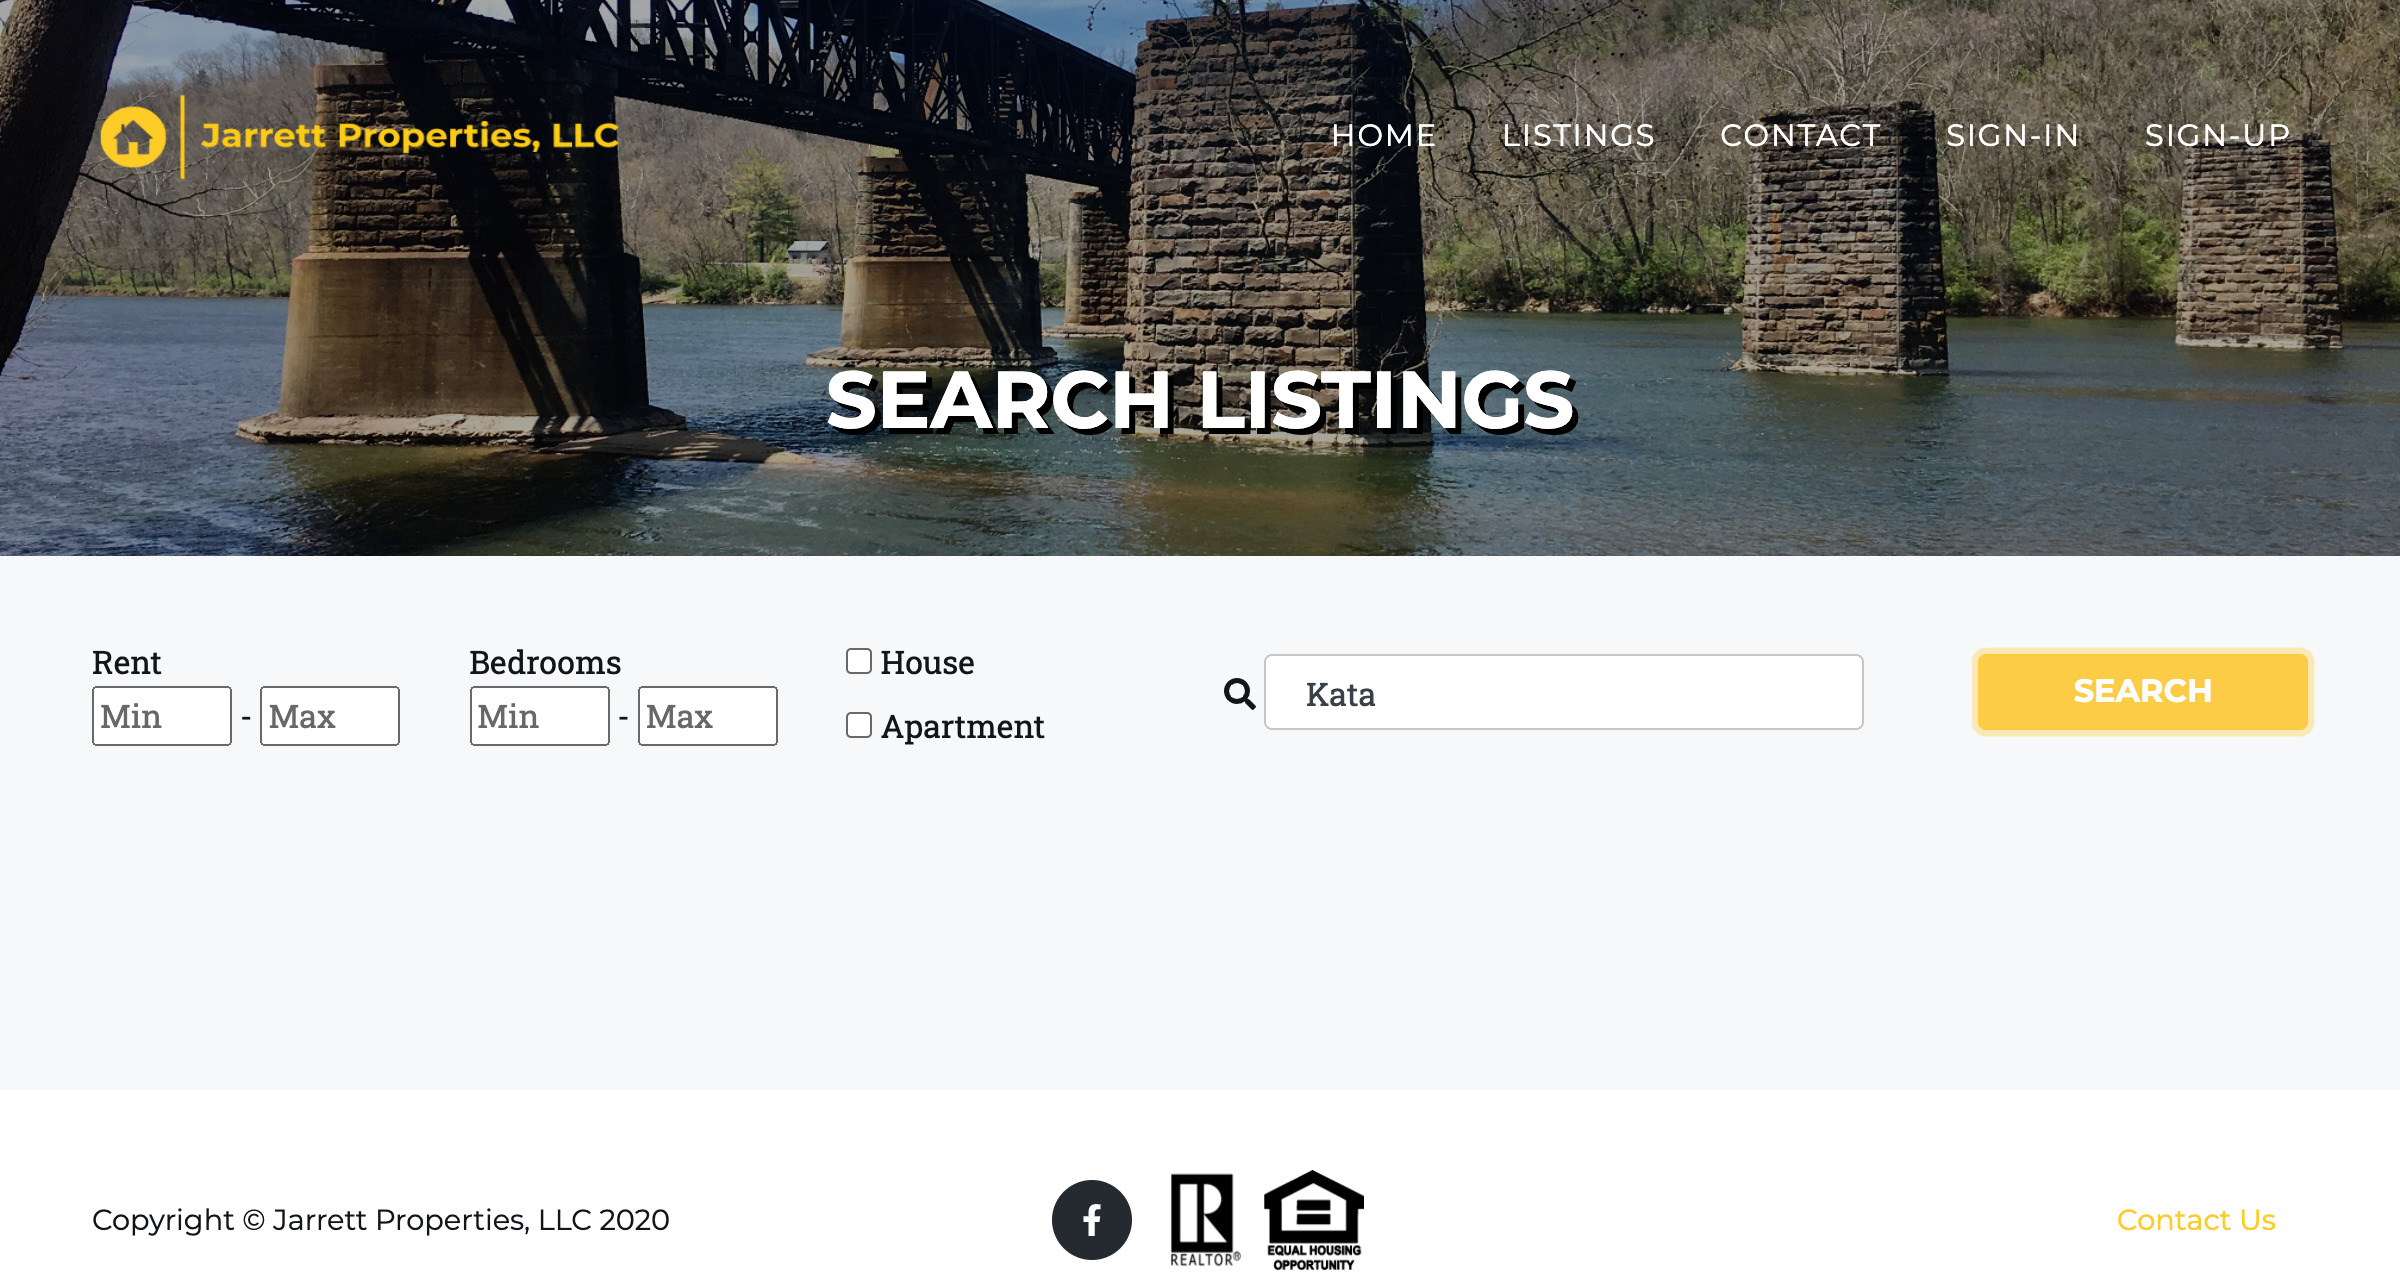 Jarrett Properties, LLC
HOME LISTINGS CONTACT SIGN-IN SIGN-UP
SEARCH LISTINGS
Rent
Min - Max
Bedrooms
Min - Max
House
Apartment
Kata
SEARCH
Copyright © Jarrett Properties, LLC 2020
REALTOR®
EQUAL HOUSING
OPPORTUNITY
Contact Us